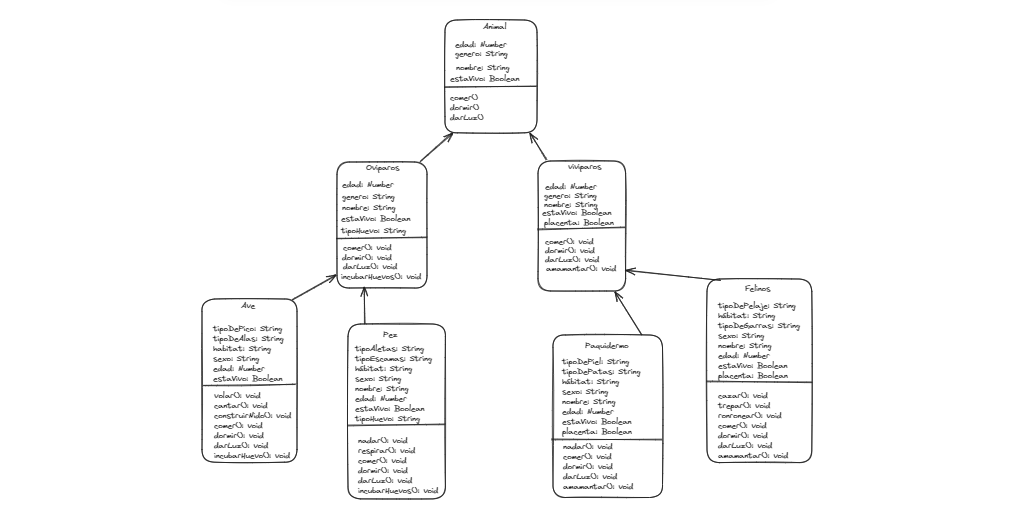 Animal
edad: Number
genero: String
nombre: String
estaVivo: Boolean
comer()
dormir()
darLuz()
Oviparos
edad: Number
genero: String
nombre: String
estaVivo: Boolean
tipoHuevo: String
comer(): void
dormir(): void
darLuz(): void
incubarHuevos(): void
viviparos
edad: Number
genero: String
nombre: String
estaVivo: Boolean
placenta: Boolean
comer(): void
dormir(): void
darLuz(): void
amamantar(): void
Ave
tipoDePico: String
tipoDeAlas: String
habitat: String
sexo: String
edad: Number
estaVivo: Boolean
volar(): void
cantar(): void
construirNido(): void
comer(): void
dormir(): void
darLuz(): void
incubarHuevo(): void
Pez
tipoAletas: String
tipoEscamas: String
hábitat: String
sexo: String
nombre: String
edad: Number
estaVivo: Boolean
tipoHuevo: String
nadar(): void
respirar(): void
comer(): void
dormir(): void
darLuz(): void
incubarHuevos(): void
Paquidermo
tipoDePiel: String
tipoDePatas: String
hábitat: String
sexo: String
nombre: String
edad: Number
estaVivo: Boolean
placenta: Boolean
nadar(): void
comer(): void
dormir(): void
darLuz(): void
amamantar(): void
Felinos
tipoDePelaje: String
hábitat: String
tipoDeGarras: String
sexo: String
nombre: String
edad: Number
estaVivo: Boolean
placenta: Boolean
cazar(): void
trepar(): void
ronronear(): void
comer(): void
dormir(): void
darLuz(): void
amamantar(): void